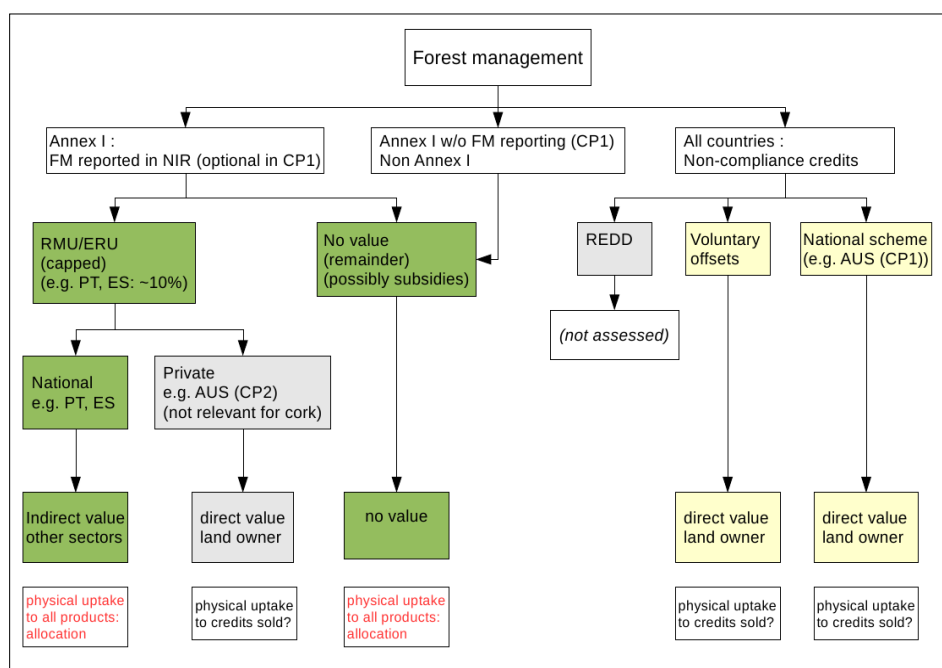 Forest management
Annex I :
FM reported in NIR (optional in CP1)
Annex I w/o FM reporting (CP1)
Non Annex I
All countries :
Non-compliance credits
RMU/ERU
(capped)
(e.g. PT, ES: ~10%)
No value
(remainder)
(possibly subsidies)
REDD
Voluntary
offsets
National scheme
(e.g. AUS (CP1))
(not assessed)
National
e.g. PT, ES
Private
e.g. AUS (CP2)
(not relevant for cork)
Indirect value
other sectors
direct value
land owner
no value
direct value
land owner
direct value
land owner
physical uptake
to all products:
allocation
physical uptake
to credits sold?
physical uptake
to all products:
allocation
physical uptake
to credits sold?
physical uptake
to credits sold?